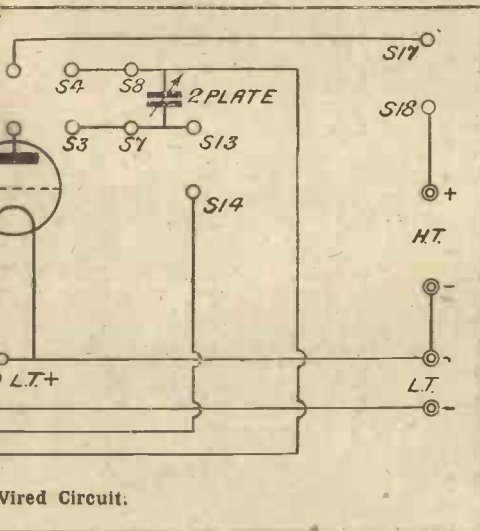 S17
S4 S8 2 PLATE S18
S3 S7 S13
S14 +
H.T.
-
L.T.+ L.T.
-
Wired Circuit.